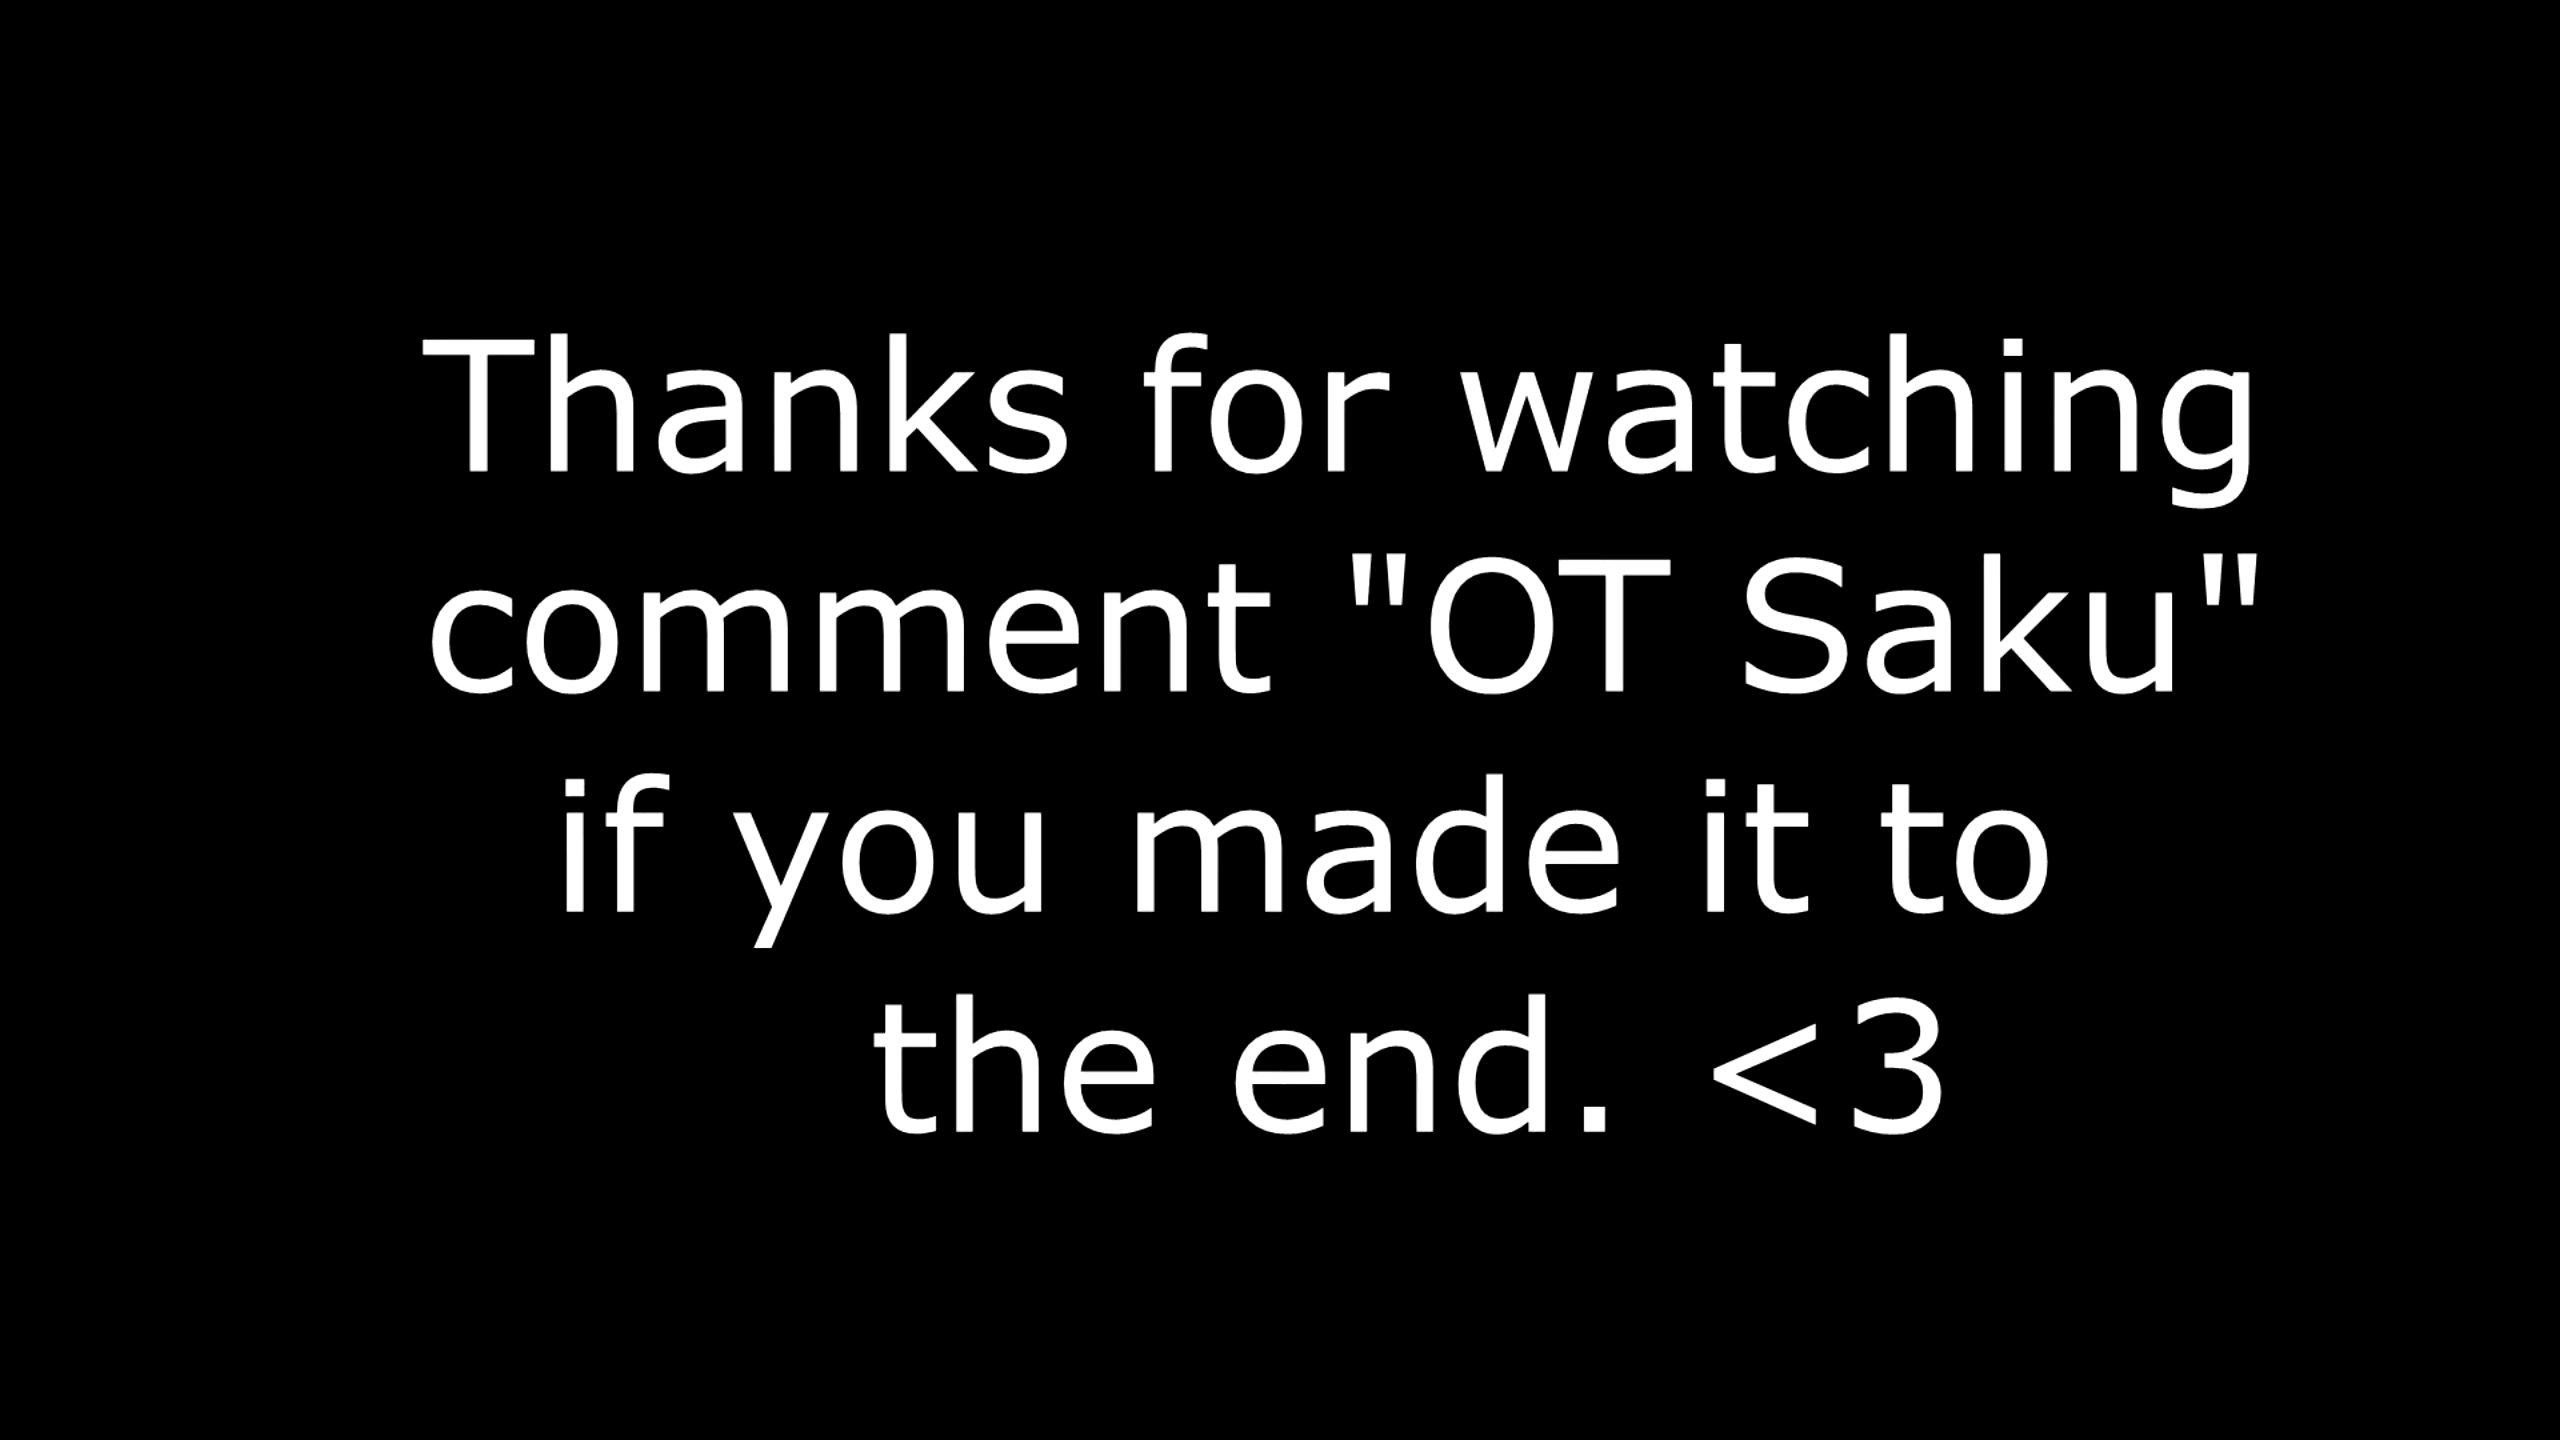 Thanks for watching
comment "OT Saku"
if you made it to
the end. <3